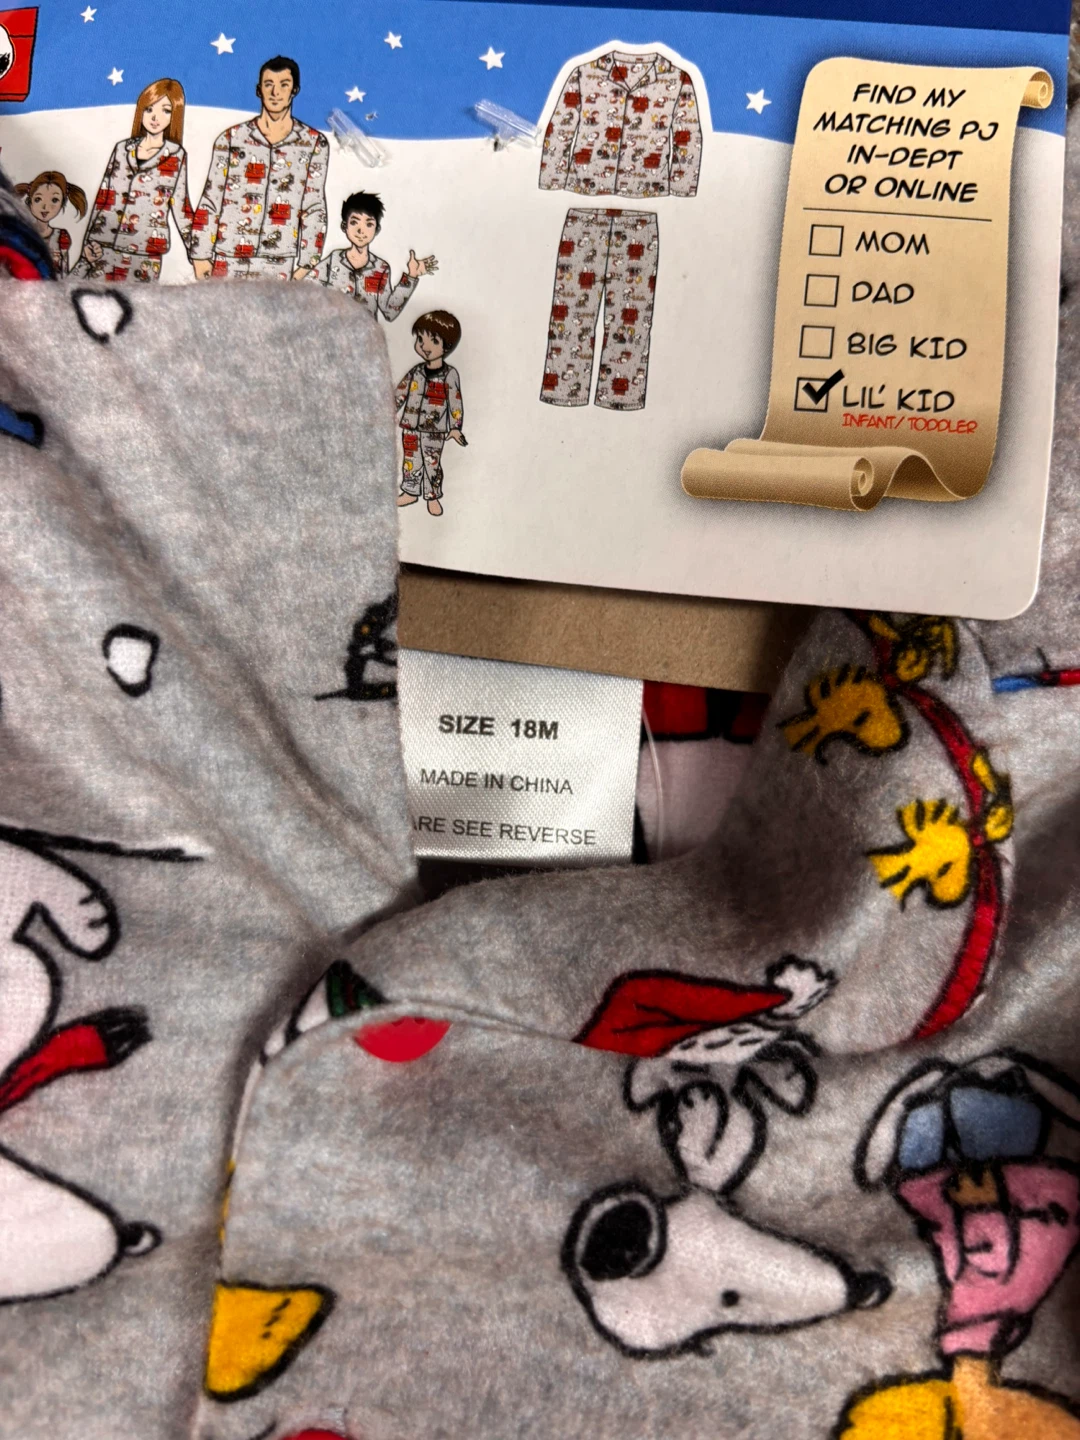 FIND MY
MATCHING PJ
IN-DEPT
OR ONLINE
MOM
DAD
BIG KID
LIL' KID
INFANT/TODDLER
SIZE 18M
MADE IN CHINA
SEE REVERSE